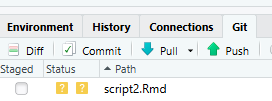 Environment History Connections Git
Diff Commit Pull Push
Staged Status Path
? ? script2.Rmd